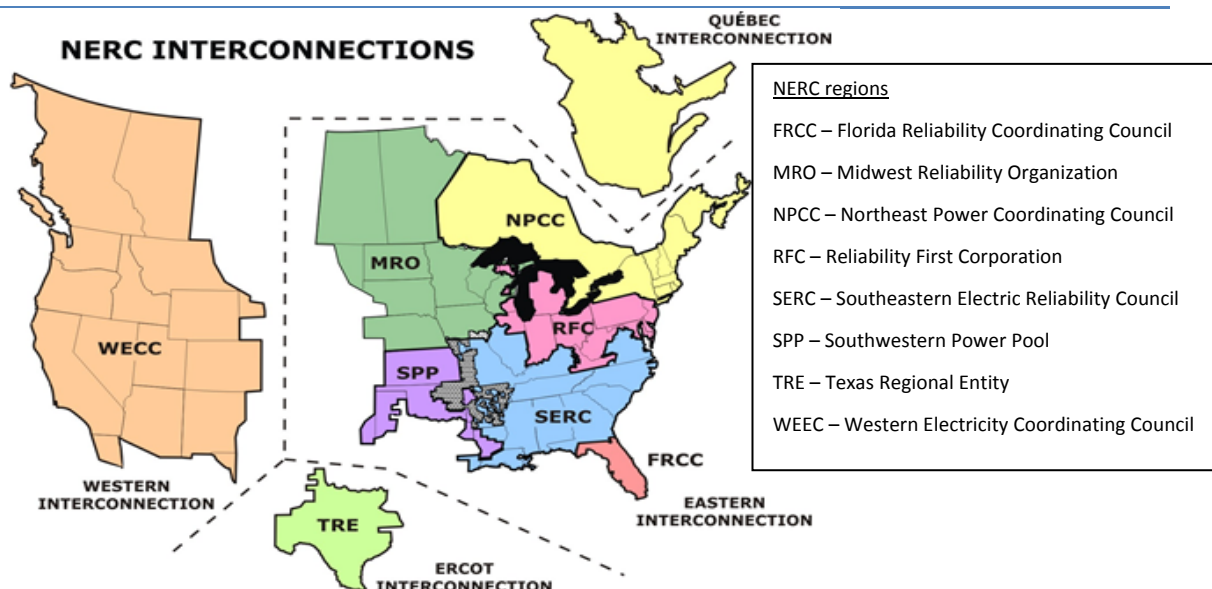 NERC INTERCONNECTIONS
QUÉBEC
INTERCONNECTION
NPCC
MRO
RFC
WECC
SPP
SERC
FRCC
WESTERN
INTERCONNECTION
EASTERN
INTERCONNECTION
TRE
ERCOT
INTERCONNECTION
NERC regions
FRCC – Florida Reliability Coordinating Council
MRO – Midwest Reliability Organization
NPCC – Northeast Power Coordinating Council
RFC – Reliability First Corporation
SERC – Southeastern Electric Reliability Council
SPP – Southwestern Power Pool
TRE – Texas Regional Entity
WEEC – Western Electricity Coordinating Council